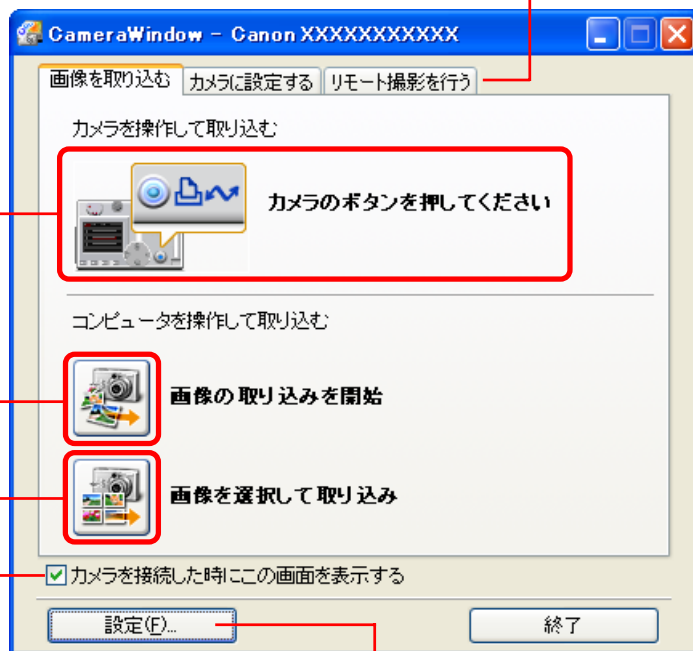 CameraWindow - Canon XXXXXXXXXXX
画像を取り込む カメラに設定する リモート撮影を行う
カメラを操作して取り込む
カメラのボタンを押してください
コンピュータを操作して取り込む
画像の取り込みを開始
画像を選択して取り込み
カメラを接続した時にこの画面を表示する
設定(F)... 終了